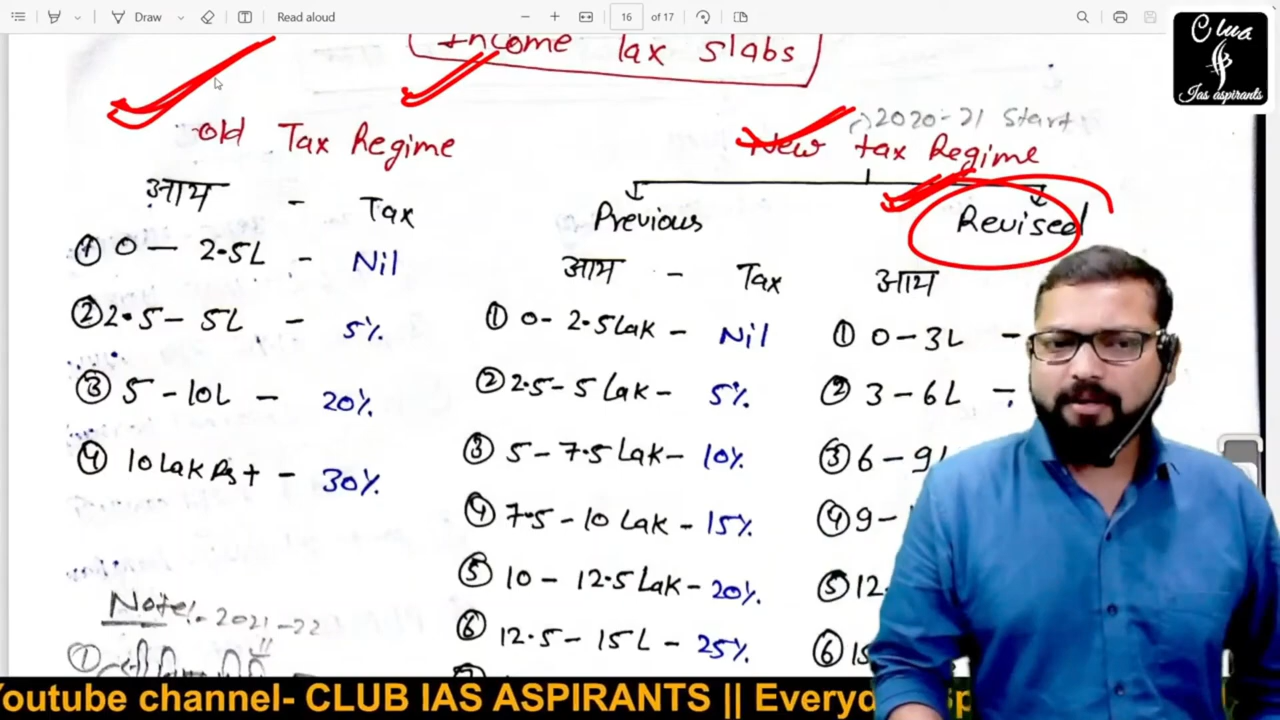 Draw
Read aloud
16 of 17
Club
Ias aspirants
Income Tax Slabs
Old Tax Regime
2020-21 Start
New tax Regime
आय - Tax
① 0 - 2.5L - Nil
② 2.5 - 5L - 5%
③ 5 - 10L - 20%
④ 10 Lak Rs + - 30%
Note:- 2021-22
①
Previous
आय - Tax
① 0 - 2.5 Lak - Nil
② 2.5 - 5 Lak - 5%
③ 5 - 7.5 Lak - 10%
④ 7.5 - 10 Lak - 15%
⑤ 10 - 12.5 Lak - 20%
⑥ 12.5 - 15 L - 25%
Revised
आय
① 0 - 3L -
② 3 - 6L -
③ 6 - 9L
④ 9 -
⑤ 12.
⑥ 15
Youtube channel- CLUB IAS ASPIRANTS || Everyd